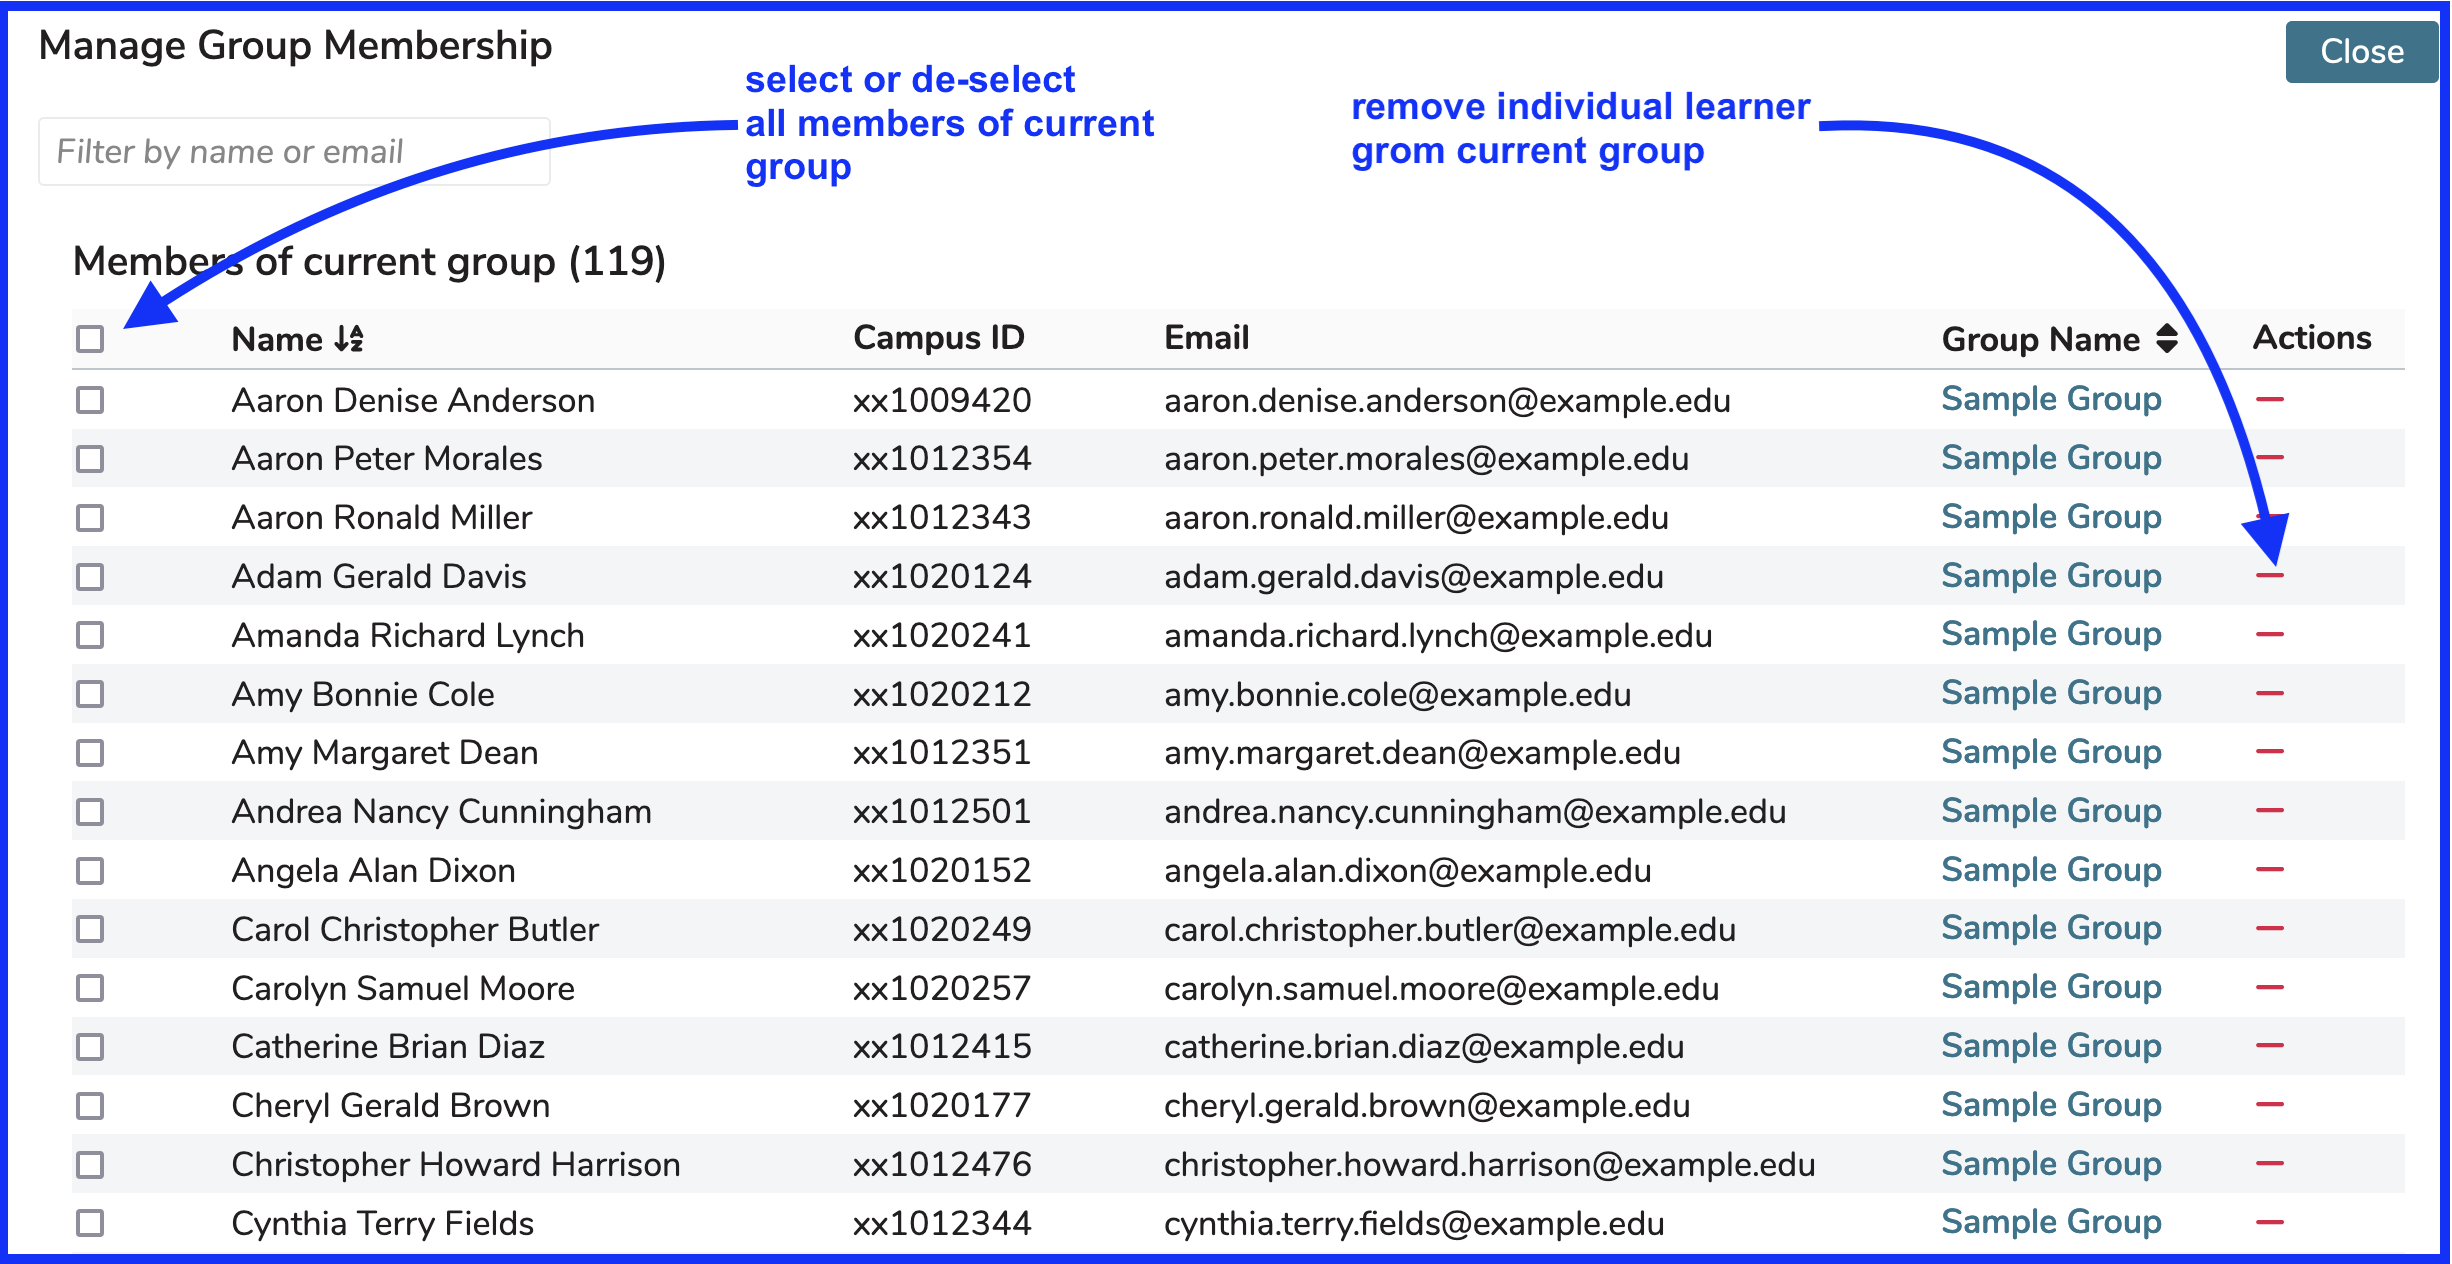 Manage Group Membership
Close
select or de-select
all members of current
group
remove individual learner
grom current group
Filter by name or email
Members of current group (119)
Name Campus ID Email Group Name Actions
Aaron Denise Anderson xx1009420 aaron.denise.anderson@example.edu Sample Group
Aaron Peter Morales xx1012354 aaron.peter.morales@example.edu Sample Group
Aaron Ronald Miller xx1012343 aaron.ronald.miller@example.edu Sample Group
Adam Gerald Davis xx1020124 adam.gerald.davis@example.edu Sample Group
Amanda Richard Lynch xx1020241 amanda.richard.lynch@example.edu Sample Group
Amy Bonnie Cole xx1020212 amy.bonnie.cole@example.edu Sample Group
Amy Margaret Dean xx1012351 amy.margaret.dean@example.edu Sample Group
Andrea Nancy Cunningham xx1012501 andrea.nancy.cunningham@example.edu Sample Group
Angela Alan Dixon xx1020152 angela.alan.dixon@example.edu Sample Group
Carol Christopher Butler xx1020249 carol.christopher.butler@example.edu Sample Group
Carolyn Samuel Moore xx1020257 carolyn.samuel.moore@example.edu Sample Group
Catherine Brian Diaz xx1012415 catherine.brian.diaz@example.edu Sample Group
Cheryl Gerald Brown xx1020177 cheryl.gerald.brown@example.edu Sample Group
Christopher Howard Harrison xx1012476 christopher.howard.harrison@example.edu Sample Group
Cynthia Terry Fields xx1012344 cynthia.terry.fields@example.edu Sample Group